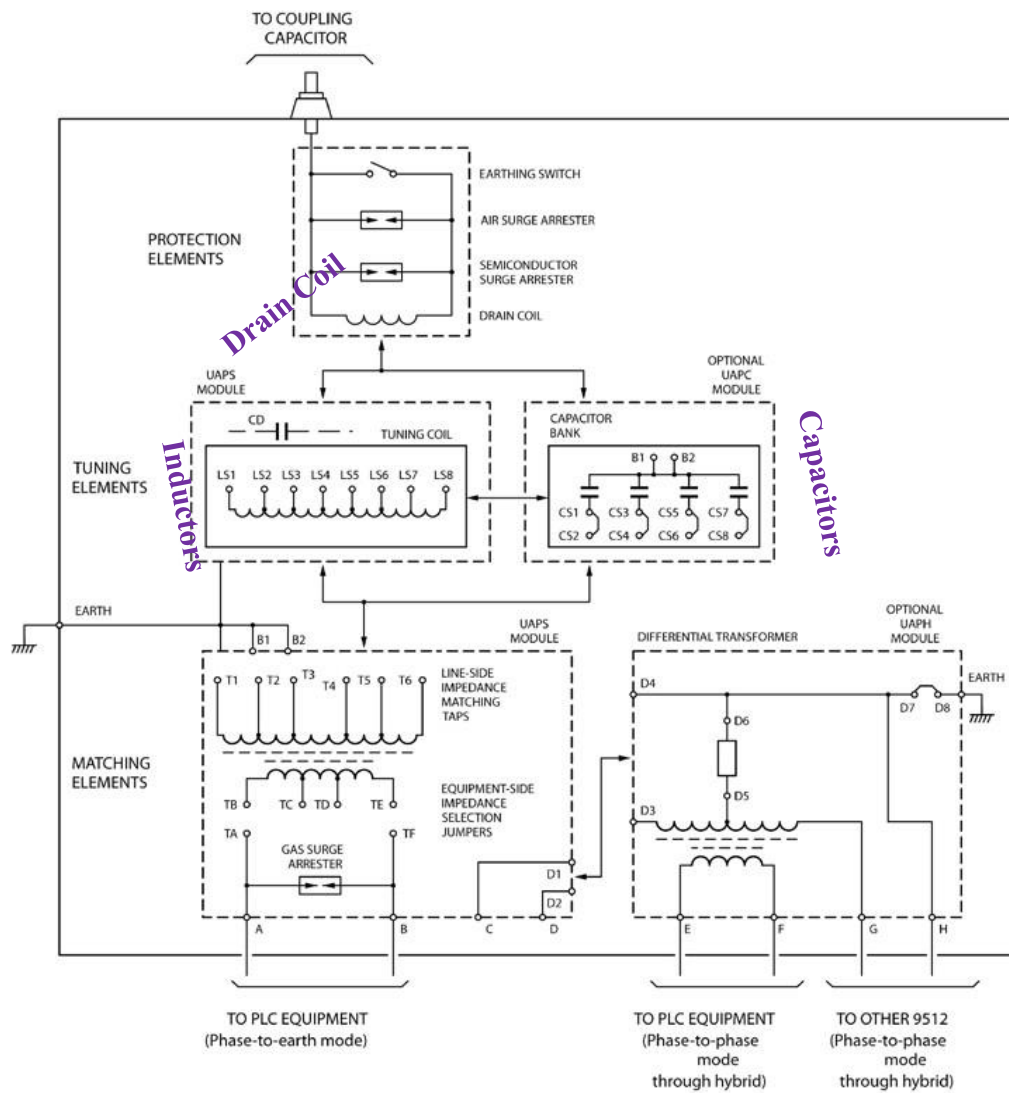 TO COUPLING
CAPACITOR
EARTHING SWITCH
AIR SURGE ARRESTER
PROTECTION
ELEMENTS
SEMICONDUCTOR
SURGE ARRESTER
Drain Coil
DRAIN COIL
UAPS
MODULE
OPTIONAL
UAPC
MODULE
CD
TUNING COIL
CAPACITOR
BANK
B1 B2
Inductors
Capacitors
TUNING
ELEMENTS
LS1 LS2 LS3 LS4 LS5 LS6 LS7 LS8
CS1 CS3 CS5 CS7
CS2 CS4 CS6 CS8
EARTH
B1 B2
UAPS
MODULE
DIFFERENTIAL TRANSFORMER
OPTIONAL
UAPH
MODULE
T1 T2 T3 T4 T5 T6
LINE-SIDE
IMPEDANCE
MATCHING
TAPS
D4
EARTH
D7 D8
D6
MATCHING
ELEMENTS
EQUIPMENT-SIDE
IMPEDANCE
SELECTION
JUMPERS
TB TC TD TE
TA TF
D5
D3
GAS SURGE
ARRESTER
D1
D2
A B C D E F G H
TO PLC EQUIPMENT
(Phase-to-earth mode)
TO PLC EQUIPMENT
(Phase-to-phase
mode
through hybrid)
TO OTHER 9512
(Phase-to-phase
mode
through hybrid)